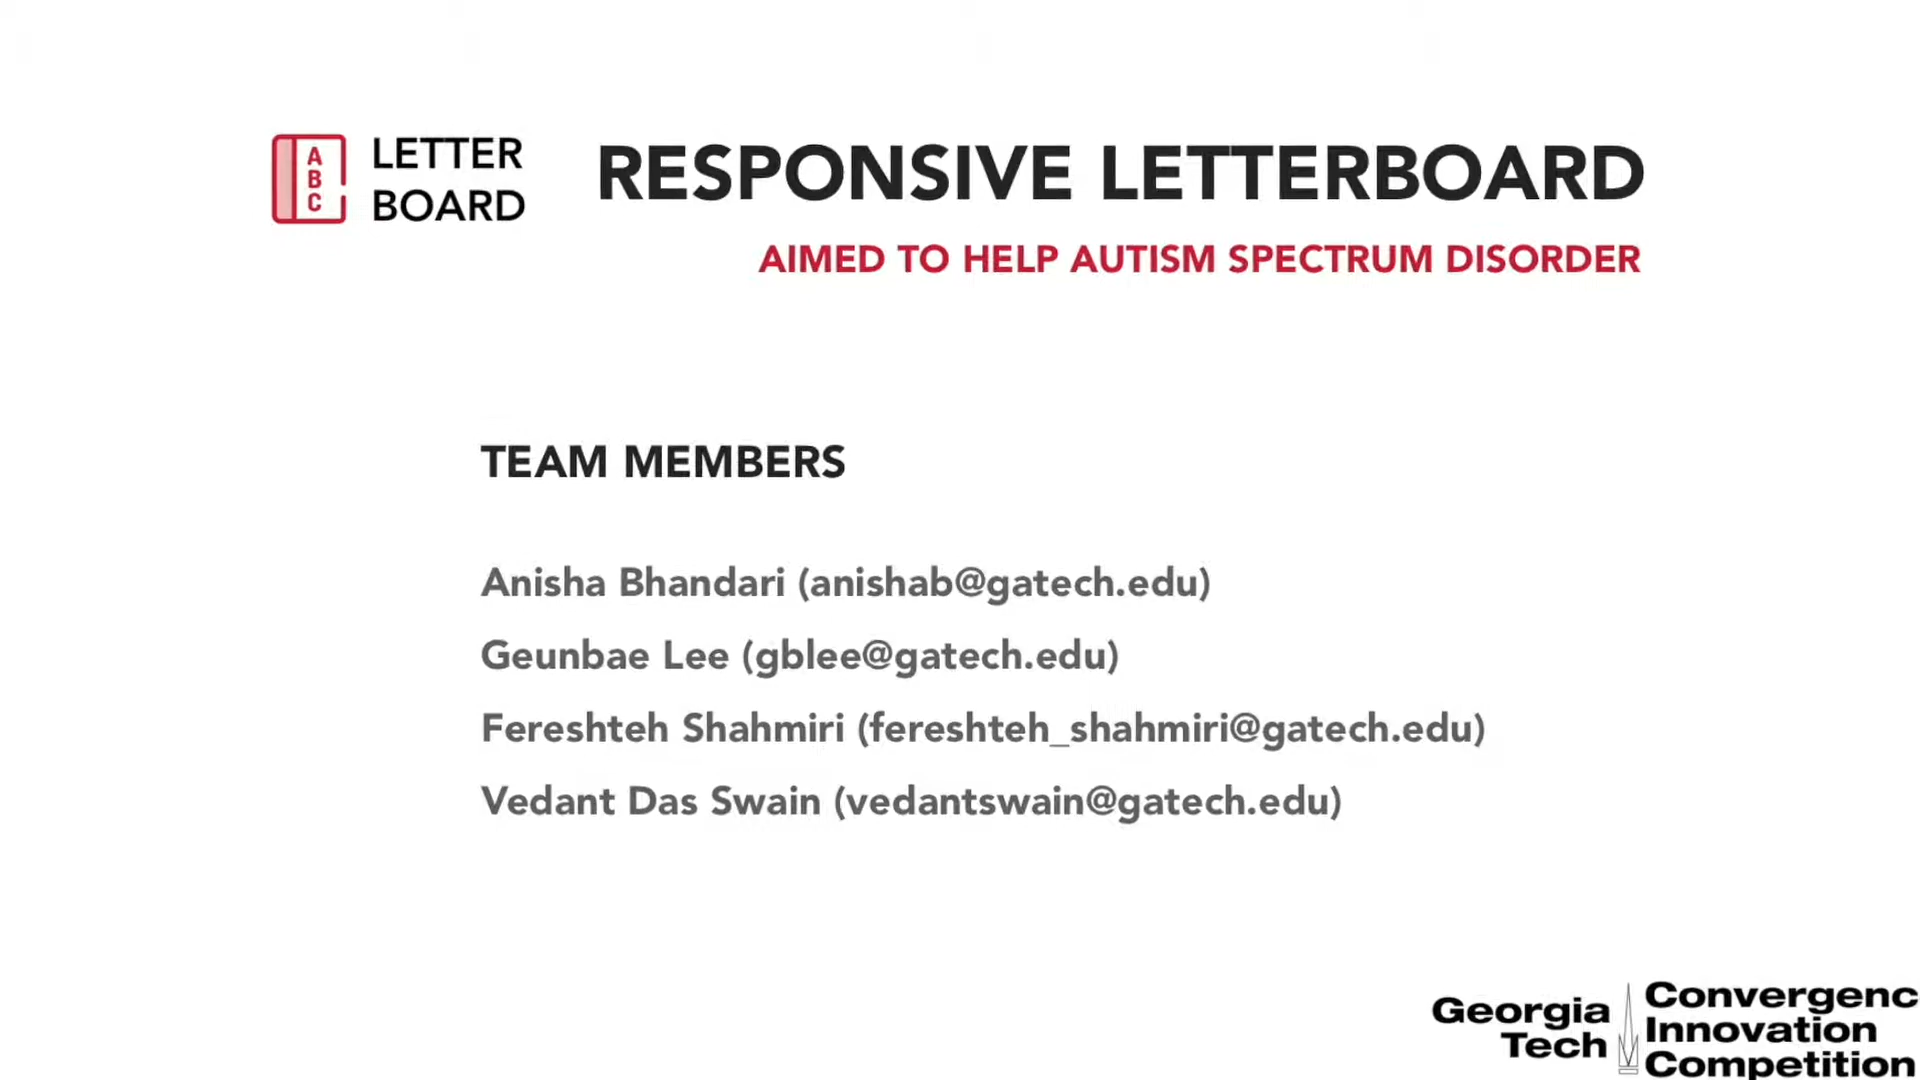 A
B
C
LETTER
BOARD
RESPONSIVE LETTERBOARD
AIMED TO HELP AUTISM SPECTRUM DISORDER
TEAM MEMBERS
Anisha Bhandari (anishab@gatech.edu)
Geunbae Lee (gblee@gatech.edu)
Fereshteh Shahmiri (fereshteh_shahmiri@gatech.edu)
Vedant Das Swain (vedantswain@gatech.edu)
Georgia
Tech
Convergenc
Innovation
Competition